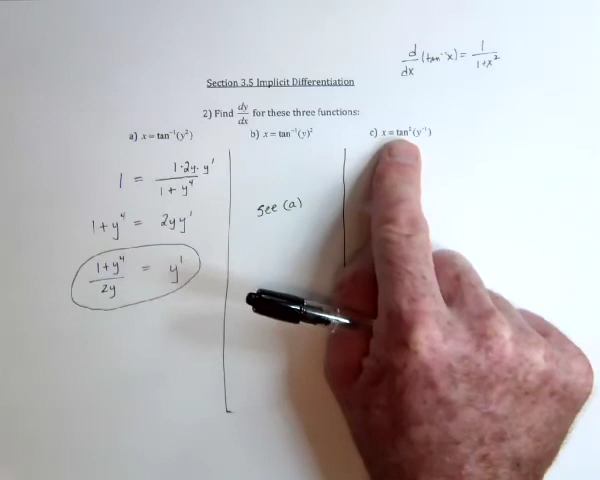 d/dx (tan⁻¹x) = 1/(1+x²)
Section 3.5 Implicit Differentiation
2) Find dy/dx for these three functions:
a) x = tan⁻¹(y²)
1 = 1·2y·y'/(1+y⁴)
1+y⁴ = 2yy'
(1+y⁴)/2y = y'
b) x = tan⁻¹(y)²
see (a)
c) x = tan²(y⁻¹)